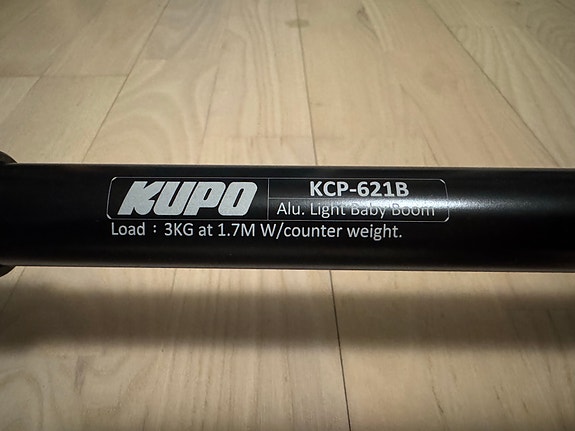 KUPO
KCP-621B
Alu. Light Baby Boom
Load : 3KG at 1.7M W/counter weight.